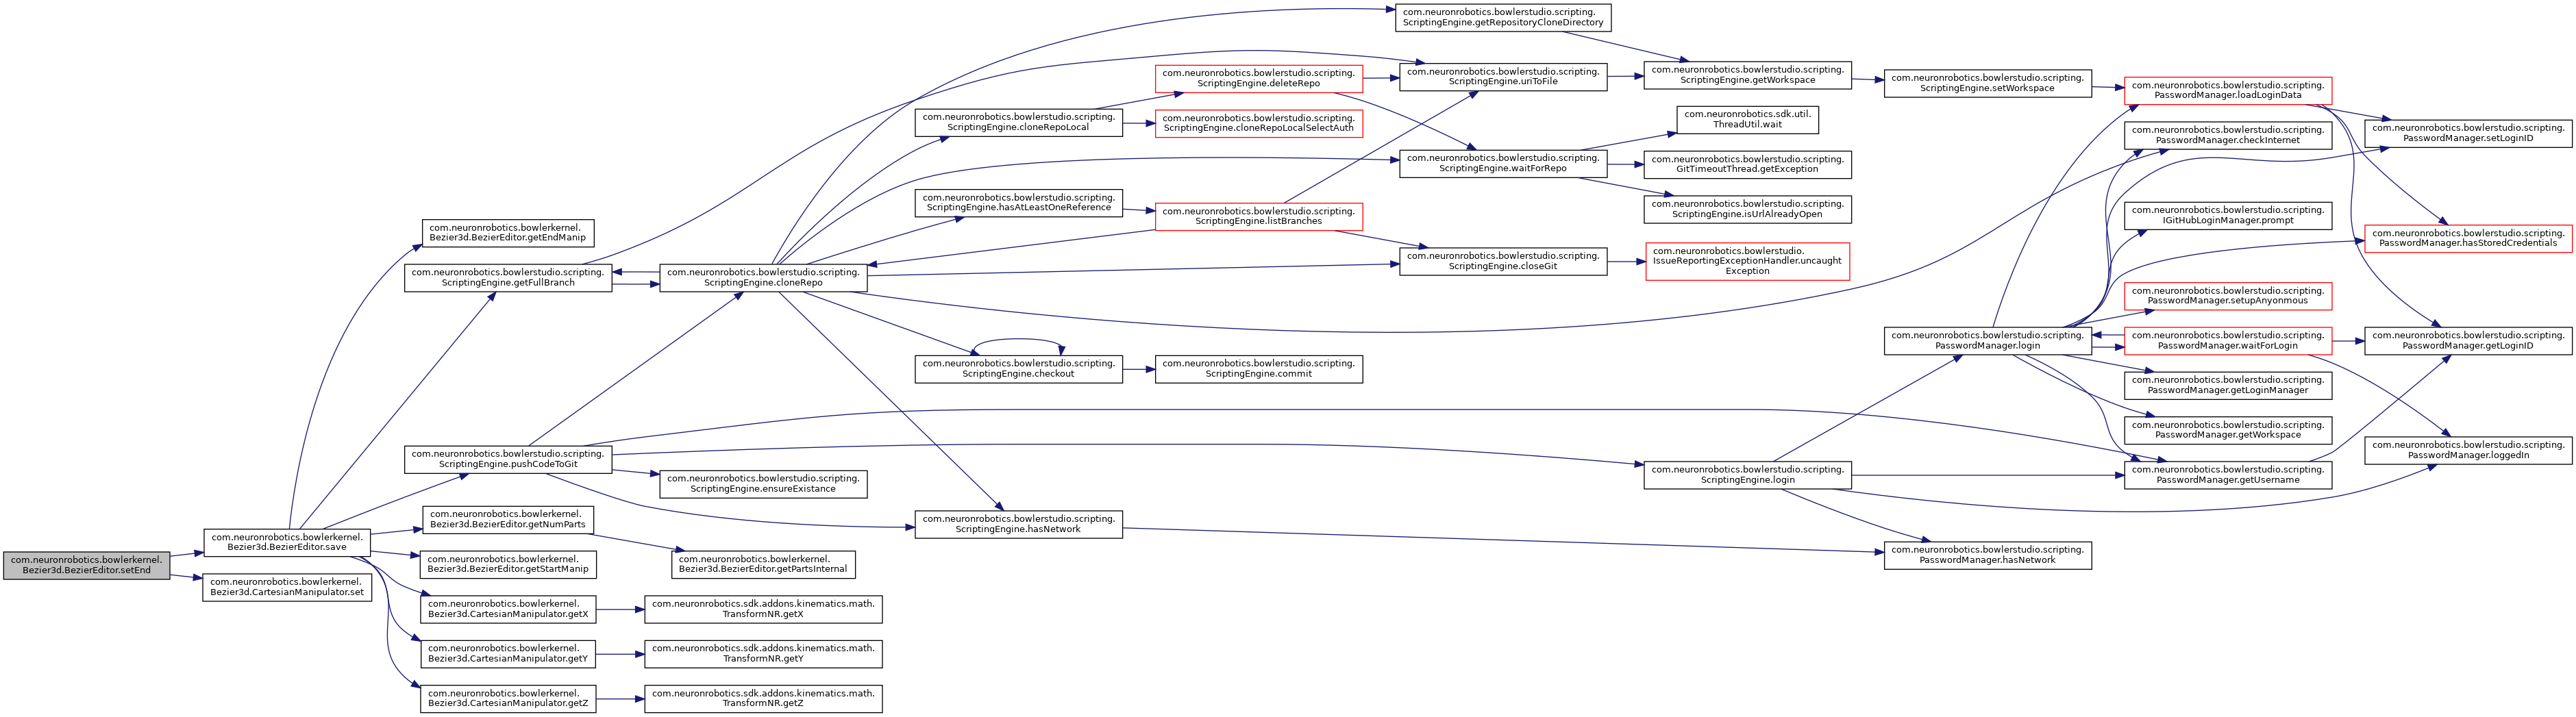 com.neuronrobotics.bowlerkernel.
Bezier3d.BezierEditor.setEnd
com.neuronrobotics.bowlerkernel.
Bezier3d.BezierEditor.save
com.neuronrobotics.bowlerkernel.
Bezier3d.CartesianManipulator.set
com.neuronrobotics.bowlerkernel.
Bezier3d.BezierEditor.getEndManip
com.neuronrobotics.bowlerstudio.scripting.
ScriptingEngine.getFullBranch
com.neuronrobotics.bowlerstudio.scripting.
ScriptingEngine.pushCodeToGit
com.neuronrobotics.bowlerkernel.
Bezier3d.BezierEditor.getNumParts
com.neuronrobotics.bowlerkernel.
Bezier3d.BezierEditor.getStartManip
com.neuronrobotics.bowlerkernel.
Bezier3d.CartesianManipulator.getX
com.neuronrobotics.bowlerkernel.
Bezier3d.CartesianManipulator.getY
com.neuronrobotics.bowlerkernel.
Bezier3d.CartesianManipulator.getZ
com.neuronrobotics.bowlerstudio.scripting.
ScriptingEngine.cloneRepo
com.neuronrobotics.bowlerstudio.scripting.
ScriptingEngine.ensureExistance
com.neuronrobotics.bowlerkernel.
Bezier3d.BezierEditor.getPartsInternal
com.neuronrobotics.sdk.addons.kinematics.math.
TransformNR.getX
com.neuronrobotics.sdk.addons.kinematics.math.
TransformNR.getY
com.neuronrobotics.sdk.addons.kinematics.math.
TransformNR.getZ
com.neuronrobotics.bowlerstudio.scripting.
ScriptingEngine.cloneRepoLocal
com.neuronrobotics.bowlerstudio.scripting.
ScriptingEngine.hasAtLeastOneReference
com.neuronrobotics.bowlerstudio.scripting.
ScriptingEngine.checkout
com.neuronrobotics.bowlerstudio.scripting.
ScriptingEngine.hasNetwork
com.neuronrobotics.bowlerstudio.scripting.
ScriptingEngine.deleteRepo
com.neuronrobotics.bowlerstudio.scripting.
ScriptingEngine.cloneRepoLocalSelectAuth
com.neuronrobotics.bowlerstudio.scripting.
ScriptingEngine.listBranches
com.neuronrobotics.bowlerstudio.scripting.
ScriptingEngine.commit
com.neuronrobotics.bowlerstudio.scripting.
ScriptingEngine.getRepositoryCloneDirectory
com.neuronrobotics.bowlerstudio.scripting.
ScriptingEngine.uriToFile
com.neuronrobotics.bowlerstudio.scripting.
ScriptingEngine.waitForRepo
com.neuronrobotics.bowlerstudio.scripting.
ScriptingEngine.closeGit
com.neuronrobotics.bowlerstudio.scripting.
ScriptingEngine.getWorkspace
com.neuronrobotics.sdk.util.
ThreadUtil.wait
com.neuronrobotics.bowlerstudio.scripting.
GitTimeoutThread.getException
com.neuronrobotics.bowlerstudio.scripting.
ScriptingEngine.isUrlAlreadyOpen
com.neuronrobotics.bowlerstudio.
IssueReportingExceptionHandler.uncaught
Exception
com.neuronrobotics.bowlerstudio.scripting.
ScriptingEngine.login
com.neuronrobotics.bowlerstudio.scripting.
ScriptingEngine.setWorkspace
com.neuronrobotics.bowlerstudio.scripting.
PasswordManager.login
com.neuronrobotics.bowlerstudio.scripting.
PasswordManager.hasNetwork
com.neuronrobotics.bowlerstudio.scripting.
PasswordManager.loadLoginData
com.neuronrobotics.bowlerstudio.scripting.
PasswordManager.checkInternet
com.neuronrobotics.bowlerstudio.scripting.
IGitHubLoginManager.prompt
com.neuronrobotics.bowlerstudio.scripting.
PasswordManager.setupAnyonmous
com.neuronrobotics.bowlerstudio.scripting.
PasswordManager.waitForLogin
com.neuronrobotics.bowlerstudio.scripting.
PasswordManager.getLoginManager
com.neuronrobotics.bowlerstudio.scripting.
PasswordManager.getWorkspace
com.neuronrobotics.bowlerstudio.scripting.
PasswordManager.getUsername
com.neuronrobotics.bowlerstudio.scripting.
PasswordManager.setLoginID
com.neuronrobotics.bowlerstudio.scripting.
PasswordManager.hasStoredCredentials
com.neuronrobotics.bowlerstudio.scripting.
PasswordManager.getLoginID
com.neuronrobotics.bowlerstudio.scripting.
PasswordManager.loggedIn